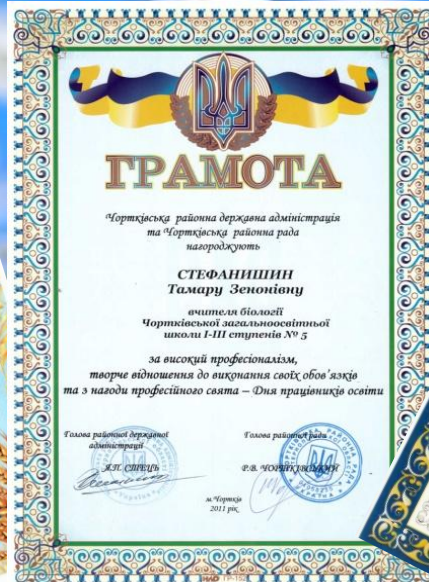 ГРАМОТА
Чортківська районна державна адміністрація
та Чортківська районна рада
нагороджують
СТЕФАНИШИН
Тамару Зенонівну
вчителя біології
Чортківської загальноосвітньої
школи І-ІІІ ступенів № 5
за високий професіоналізм,
творче відношення до виконання своїх обов'язків
та з нагоди професійного свята – Дня працівників освіти
Голова районної державної
адміністрації
Голова районної ради
Я.П. СТЕЦЬ
Р.В. ЧОРТКІВСЬКИЙ
м.Чортків
2011 рік